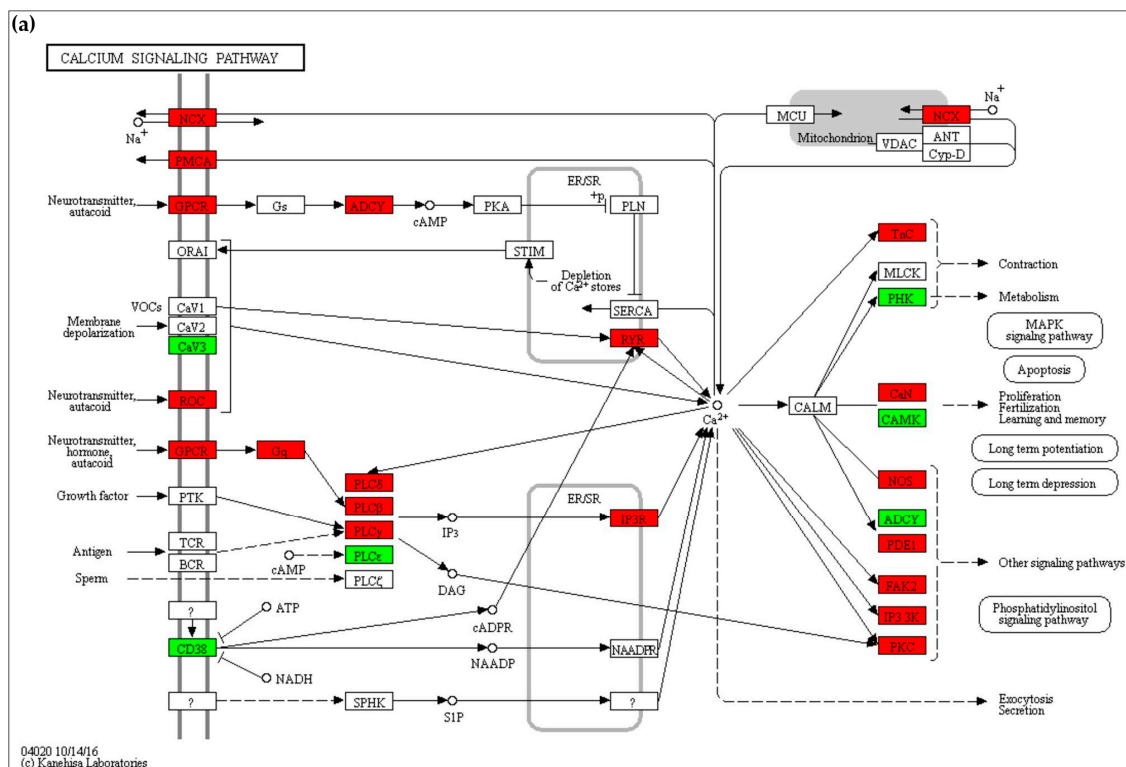 (a)
CALCIUM SIGNALING PATHWAY
NCX
Na+
PMCA
Neurotransmitter,
autacoid
GPCR
Gs
ADCY
cAMP
PKA
+p
PLN
ER/SR
ORAI
STIM
Depletion
of Ca2+ stores
VOCs
CaV1
CaV2
CaV3
Membrane
depolarization
SERCA
RYR
Neurotransmitter,
autacoid
ROC
Neurotransmitter,
hormone,
autacoid
GPCR
Gq
PLCδ
PLCβ
PLCγ
PLCε
PLCζ
Growth factor
PTK
Antigen
TCR
BCR
Sperm
cAMP
IP3
DAG
ER/SR
IP3R
?
ATP
CD38
NADH
cADPR
NAADP
NAADPR
?
SPHK
S1P
?
MCU
Mitochondrion
NCX
Na+
VDAC
ANT
Cyp-D
Ca2+
CALM
TnC
MLCK
PHK
CaN
CAMK
NOS
ADCY
PDE1
FAK2
IP3 3K
PKC
Contraction
Metabolism
MAPK
signaling pathway
Apoptosis
Proliferation
Fertilization
Learning and memory
Long term potentiation
Long term depression
Other signaling pathways
Phosphatidylinositol
signaling pathway
Exocytosis
Secretion
04020 10/14/16
(c) Kanehisa Laboratories